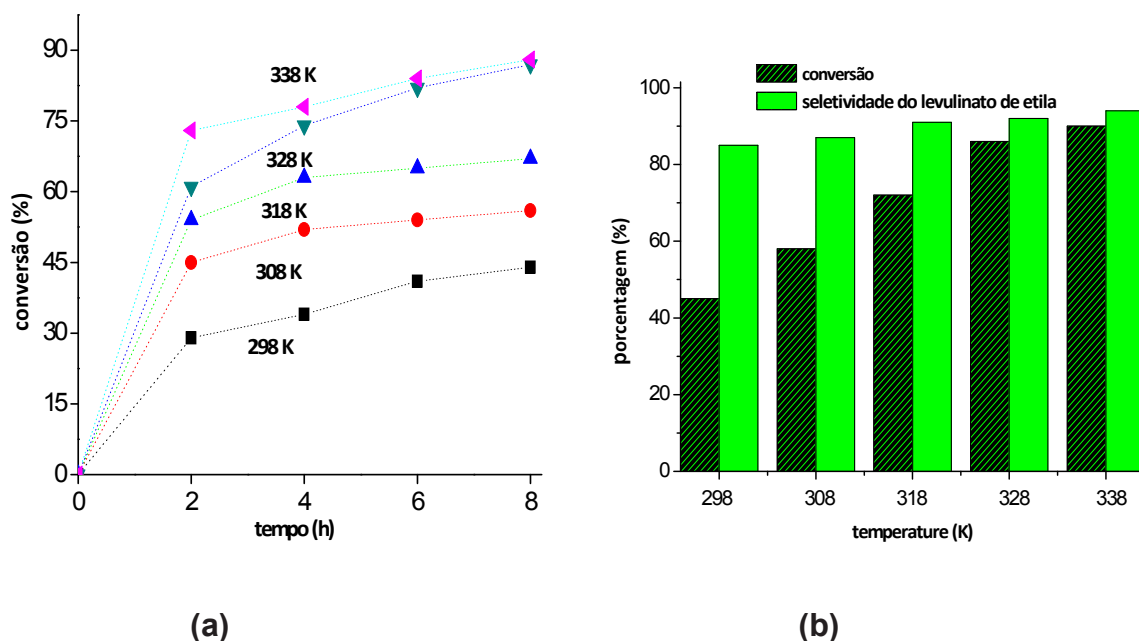 90
75
60
45
30
15
0
conversão (%)
338 K
328 K
318 K
308 K
298 K
0 2 4 6 8
tempo (h)
(a)
conversão
seletividade do levulinato de etila
100
80
60
40
20
0
porcentagem (%)
298 308 318 328 338
temperature (K)
(b)